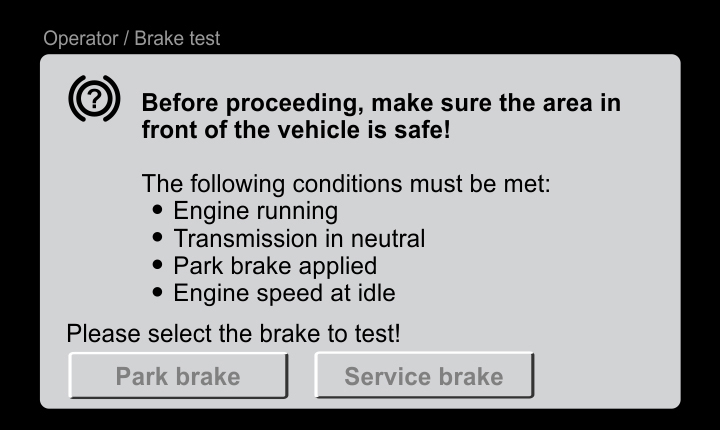 Operator / Brake test
?
Before proceeding, make sure the area in
front of the vehicle is safe!
The following conditions must be met:
• Engine running
• Transmission in neutral
• Park brake applied
• Engine speed at idle
Please select the brake to test!
Park brake
Service brake